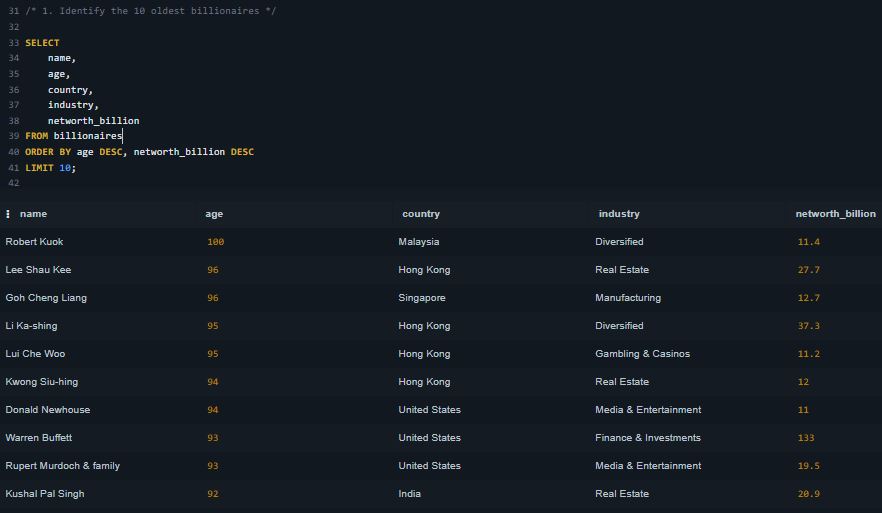 31 /* 1. Identify the 10 oldest billionaires */
32
33 SELECT
34     name,
35     age,
36     country,
37     industry,
38     networth_billion
39 FROM billionaires
40 ORDER BY age DESC, networth_billion DESC
41 LIMIT 10;
42
name age country industry networth_billion
Robert Kuok 100 Malaysia Diversified 11.4
Lee Shau Kee 96 Hong Kong Real Estate 27.7
Goh Cheng Liang 96 Singapore Manufacturing 12.7
Li Ka-shing 95 Hong Kong Diversified 37.3
Lui Che Woo 95 Hong Kong Gambling & Casinos 11.2
Kwong Siu-hing 94 Hong Kong Real Estate 12
Donald Newhouse 94 United States Media & Entertainment 11
Warren Buffett 93 United States Finance & Investments 133
Rupert Murdoch & family 93 United States Media & Entertainment 19.5
Kushal Pal Singh 92 India Real Estate 20.9